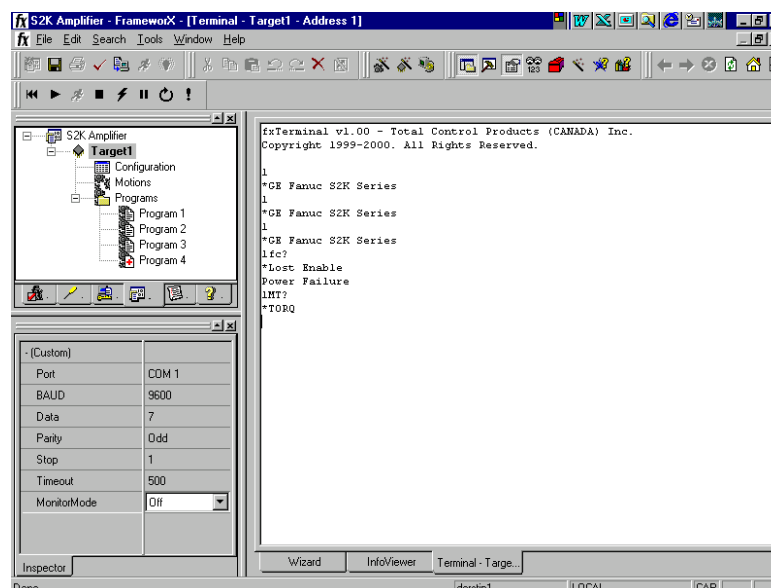 S2K Amplifier - FrameworX - [Terminal - Target1 - Address 1]
File Edit Search Tools Window Help
S2K Amplifier
Target1
Configuration
Motions
Programs
Program 1
Program 2
Program 3
Program 4
- (Custom)
Port COM 1
BAUD 9600
Data 7
Parity Odd
Stop 1
Timeout 500
MonitorMode Off
Inspector
fxTerminal v1.00 - Total Control Products (CANADA) Inc.
Copyright 1999-2000. All Rights Reserved.
1
*GE Fanuc S2K Series
1
*GE Fanuc S2K Series
1
*GE Fanuc S2K Series
1fc?
*Lost Enable
Power Failure
1MT?
*TORQ
Wizard InfoViewer Terminal - Targe...
Done LOCAL CAP